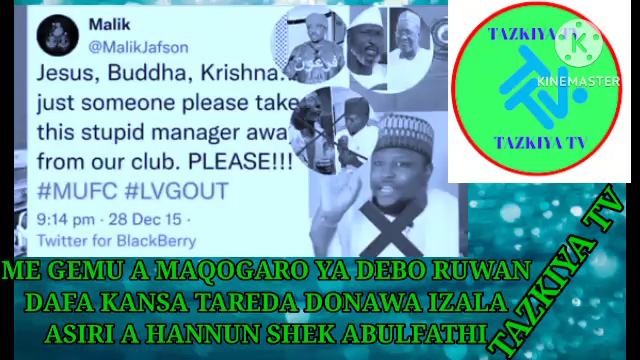 Malik
@MalikJafson
Jesus, Buddha, Krishna..
just someone please take
this stupid manager awa
from our club. PLEASE!!!
#MUFC #LVGOUT
9:14 pm · 28 Dec 15 ·
Twitter for BlackBerry
فرعون
TAZKIYA TV
KINEMASTER
TAZKIYA TV
ME GEMU A MAQOGARO YA DEBO RUWAN
DAFA KANSA TAREDA DONAWA IZALA
ASIRI A HANNUN SHEK ABULFATHI
TAZKIYA TV